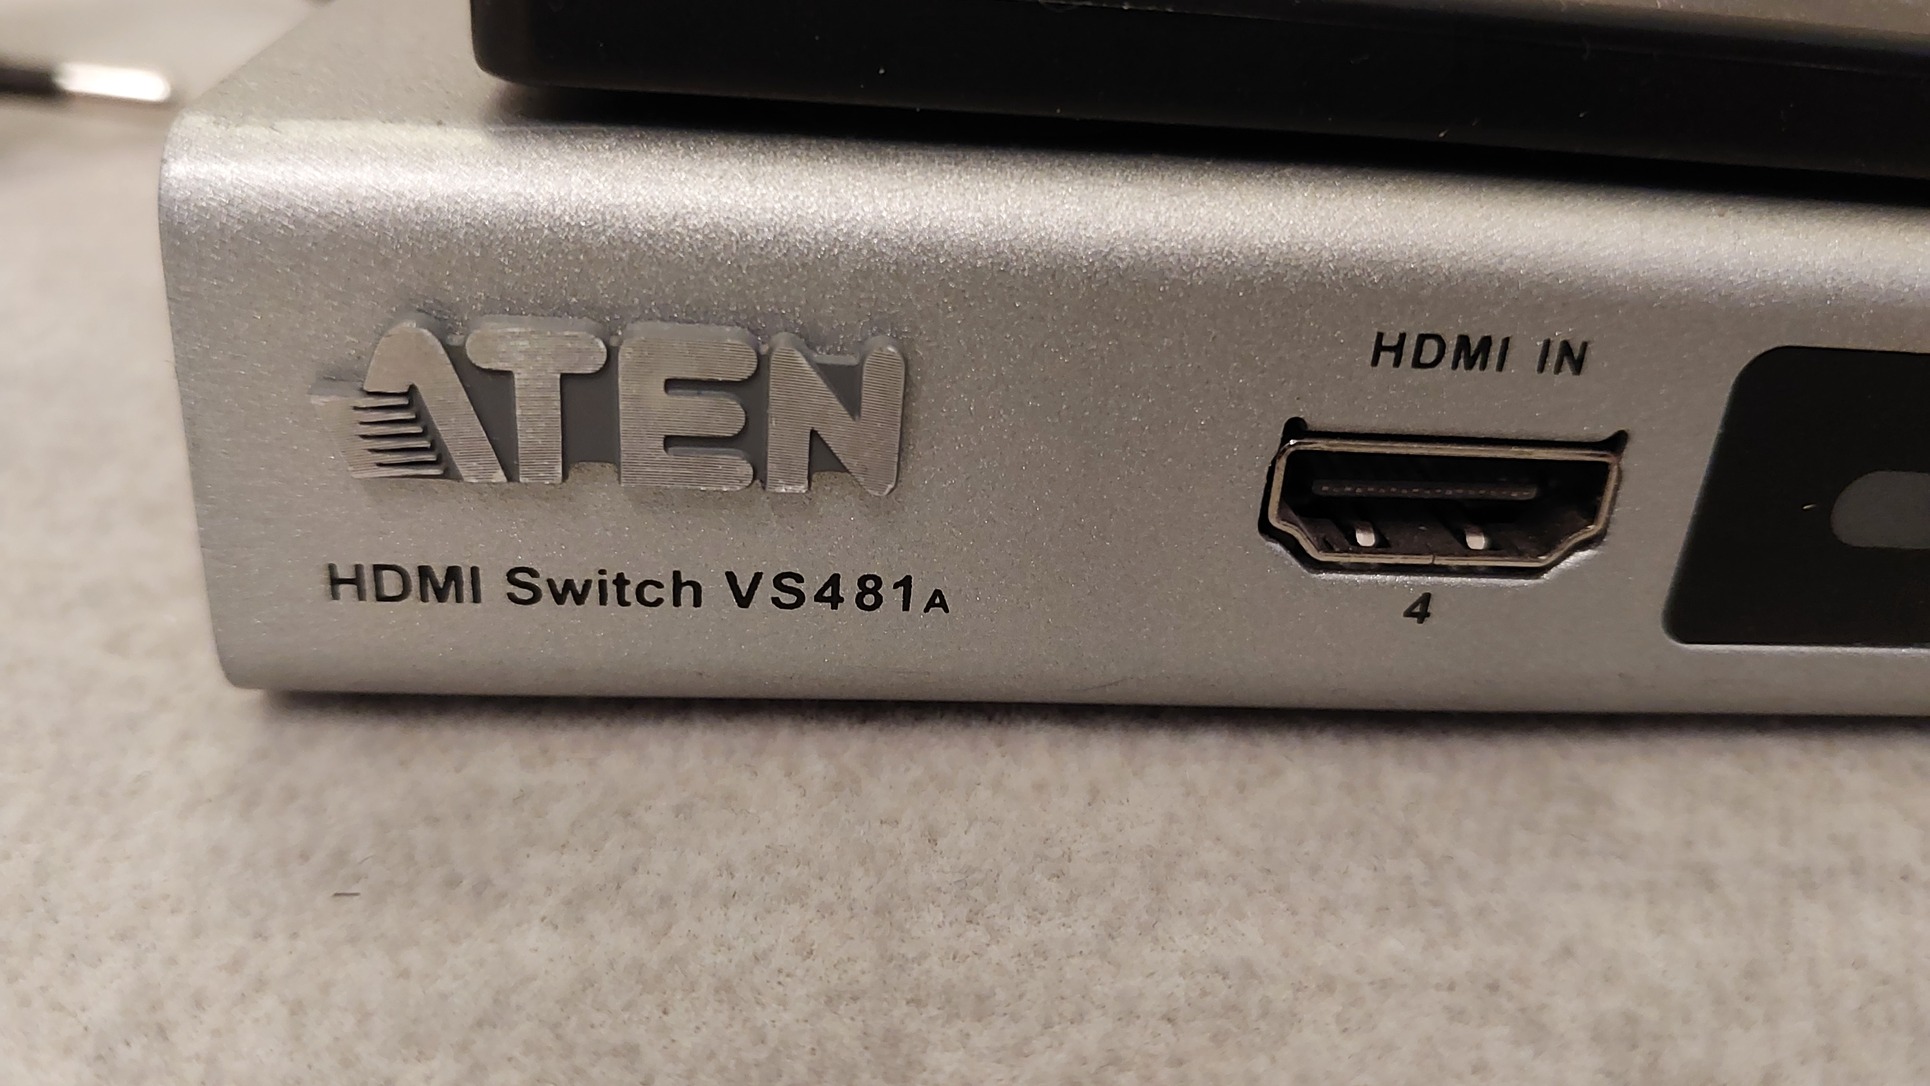 ATEN
HDMI Switch VS481A
HDMI IN
4